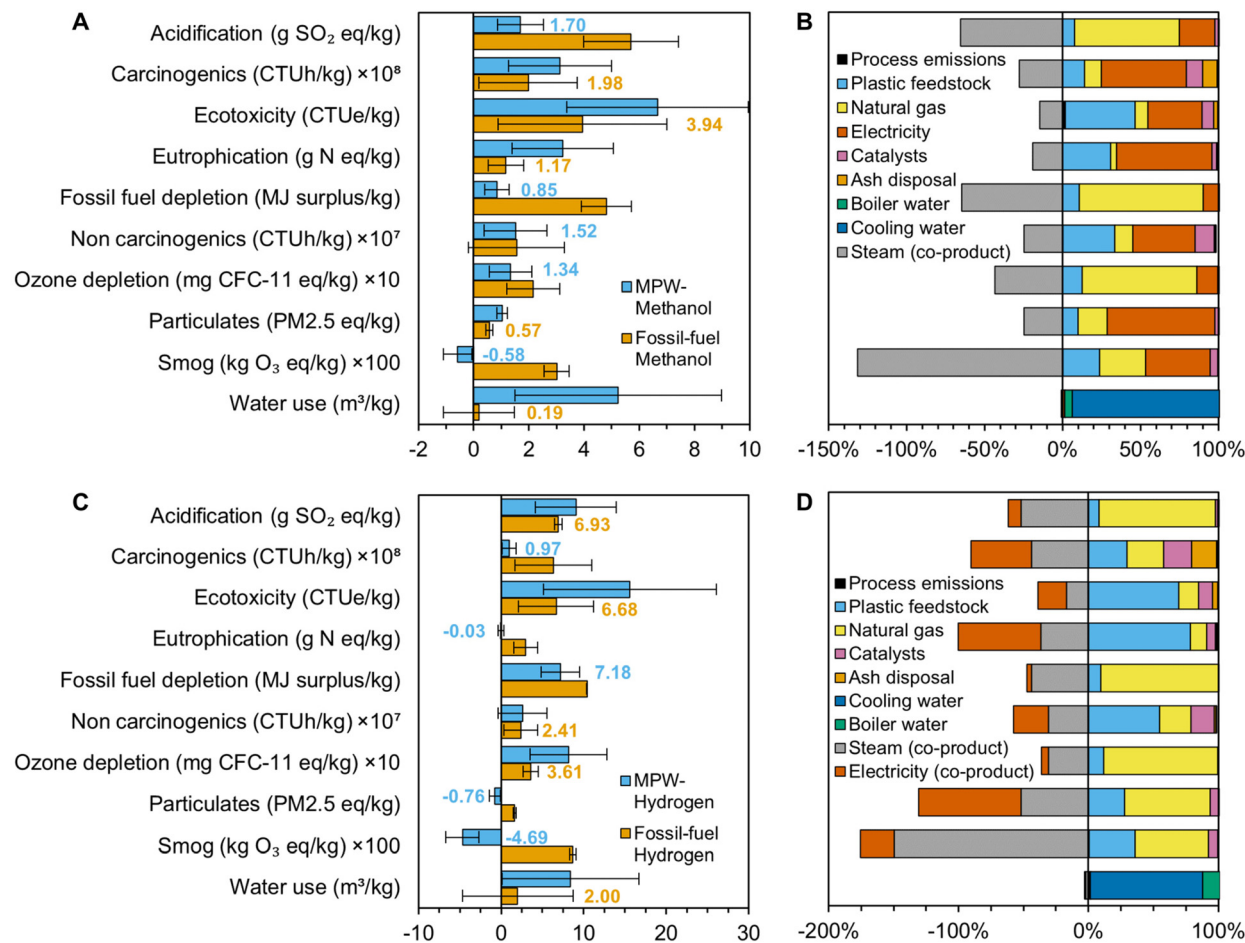 A
Acidification (g SO₂ eq/kg)
1.70
Carcinogenics (CTUh/kg) ×10⁸
1.98
Ecotoxicity (CTUe/kg)
3.94
Eutrophication (g N eq/kg)
1.17
Fossil fuel depletion (MJ surplus/kg)
0.85
Non carcinogenics (CTUh/kg) ×10⁷
1.52
Ozone depletion (mg CFC-11 eq/kg) ×10
1.34
Particulates (PM2.5 eq/kg)
0.57
Smog (kg O₃ eq/kg) ×100
-0.58
Water use (m³/kg)
0.19
MPW-
Methanol
Fossil-fuel
Methanol
-2 0 2 4 6 8 10
B
Process emissions
Plastic feedstock
Natural gas
Electricity
Catalysts
Ash disposal
Boiler water
Cooling water
Steam (co-product)
-150% -100% -50% 0% 50% 100%
C
Acidification (g SO₂ eq/kg)
6.93
Carcinogenics (CTUh/kg) ×10⁸
0.97
Ecotoxicity (CTUe/kg)
6.68
Eutrophication (g N eq/kg)
-0.03
Fossil fuel depletion (MJ surplus/kg)
7.18
Non carcinogenics (CTUh/kg) ×10⁷
2.41
Ozone depletion (mg CFC-11 eq/kg) ×10
3.61
Particulates (PM2.5 eq/kg)
-0.76
Smog (kg O₃ eq/kg) ×100
-4.69
Water use (m³/kg)
2.00
MPW-
Hydrogen
Fossil-fuel
Hydrogen
-10 0 10 20 30
D
Process emissions
Plastic feedstock
Natural gas
Catalysts
Ash disposal
Cooling water
Boiler water
Steam (co-product)
Electricity (co-product)
-200% -100% 0% 100%